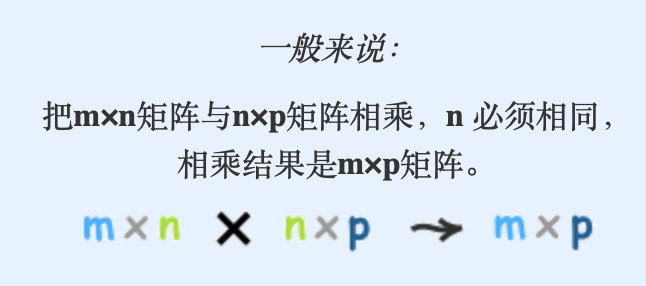 一般来说：
把m×n矩阵与n×p矩阵相乘，n 必须相同，
相乘结果是m×p矩阵。
m × n × n × p → m × p